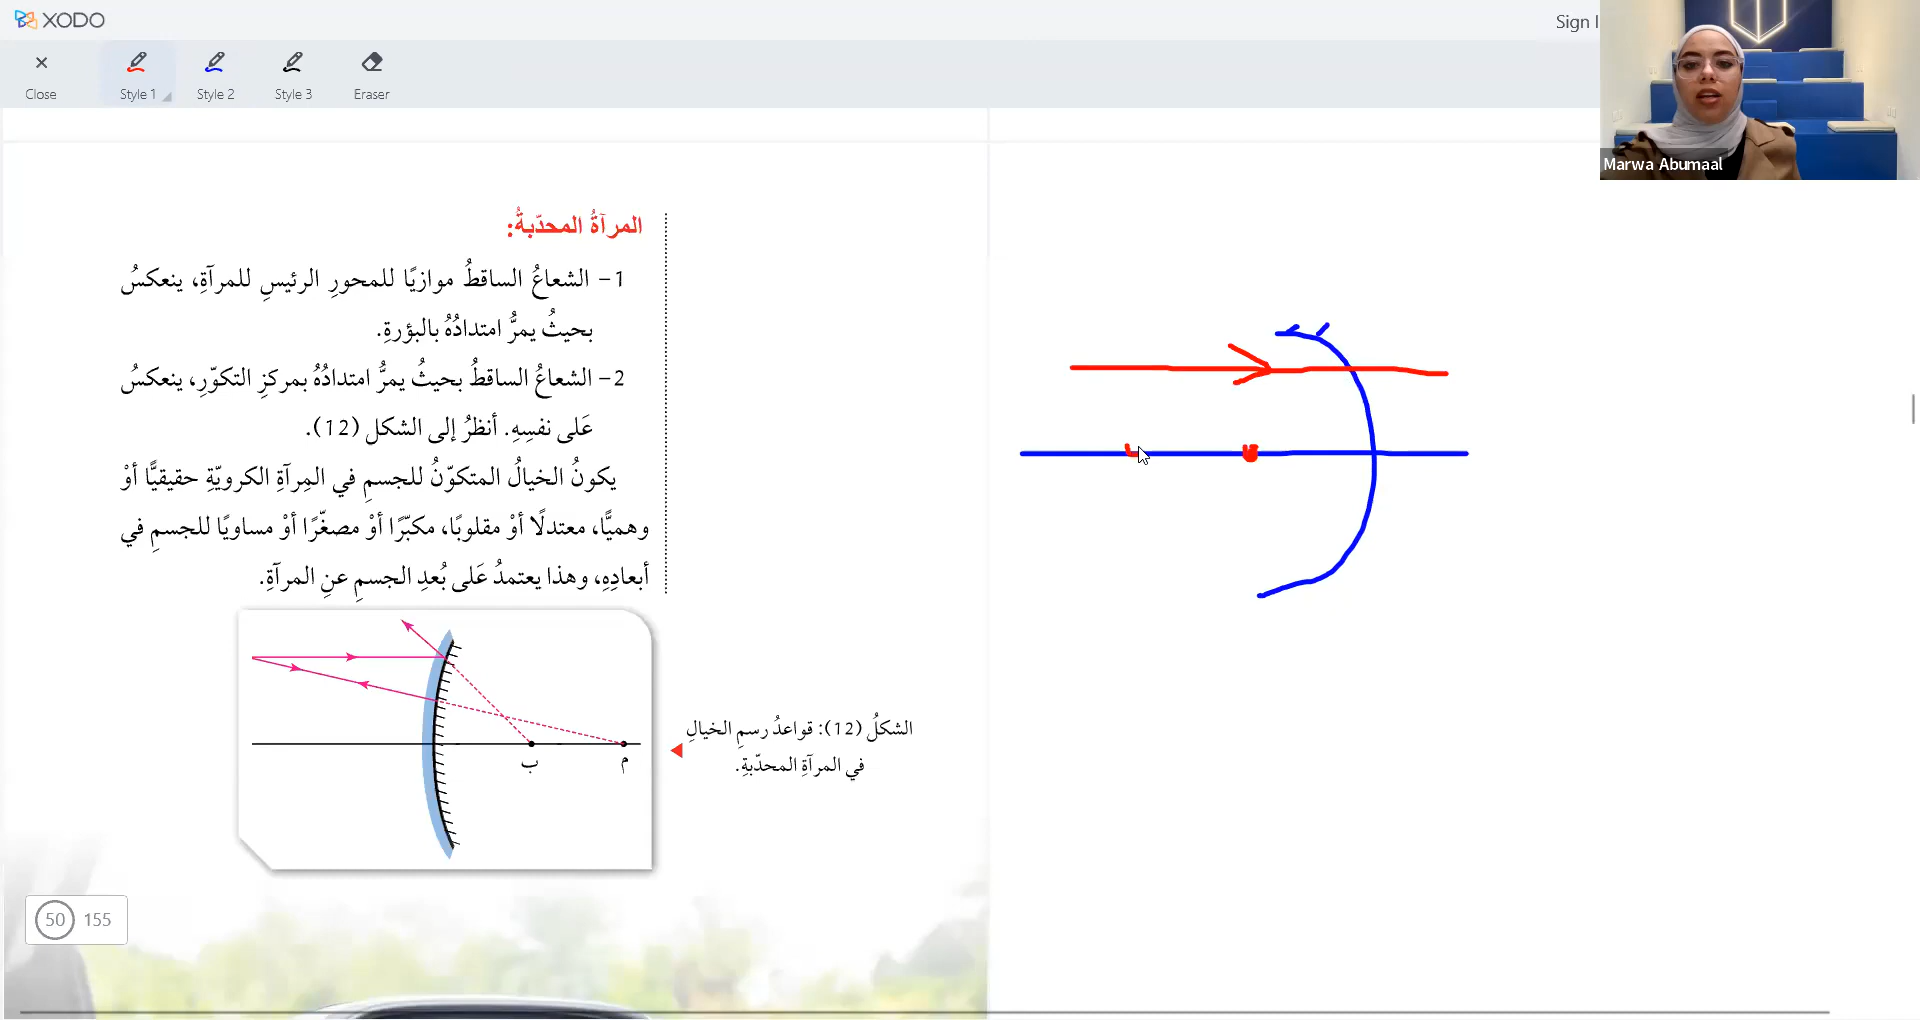 XODO
Sign I
Close
Style 1
Style 2
Style 3
Eraser
Marwa Abumaal
المرآةُ المحدّبةُ:
1– الشعاعُ الساقطُ موازيًا للمحورِ الرئيسِ للمرآةِ، ينعكسُ
بحيثُ يمرُّ امتدادُهُ بالبؤرةِ.
2– الشعاعُ الساقطُ بحيثُ يمرُّ امتدادُهُ بمركزِ التكوّرِ، ينعكسُ
عَلى نفسِهِ. أنظرُ إلى الشكل (12).
يكونُ الخيالُ المتكوّنُ للجسمِ في المِرآةِ الكرويّةِ حقيقيًّا أوْ
وهميًّا، معتدلًا أوْ مقلوبًا، مكبّرًا أوْ مصغّرًا أوْ مساويًا للجسمِ في
أبعادِهِ، وهذا يعتمدُ عَلى بُعدِ الجسمِ عنِ المرآةِ.
ب
م
الشكلُ (12): قواعدُ رسمِ الخيالِ
في المرآةِ المحدّبةِ.
50 155